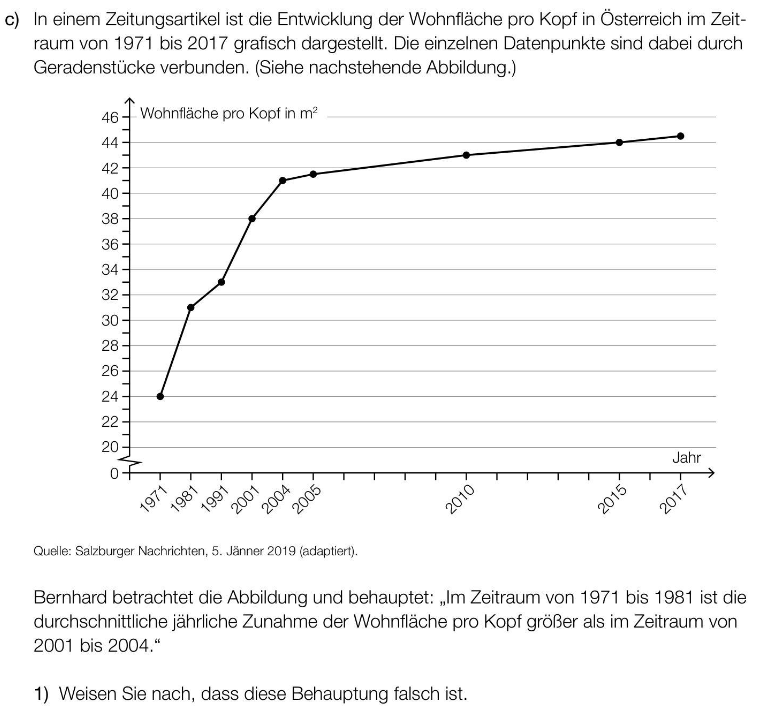 c) In einem Zeitungsartikel ist die Entwicklung der Wohnfläche pro Kopf in Österreich im Zeit-
raum von 1971 bis 2017 grafisch dargestellt. Die einzelnen Datenpunkte sind dabei durch
Geradenstücke verbunden. (Siehe nachstehende Abbildung.)
Wohnfläche pro Kopf in m²
46
44
42
40
38
36
34
32
30
28
26
24
22
20
0
Jahr
1971 1981 1991 2001 2004 2005 2010 2015 2017
Quelle: Salzburger Nachrichten, 5. Jänner 2019 (adaptiert).
Bernhard betrachtet die Abbildung und behauptet: „Im Zeitraum von 1971 bis 1981 ist die
durchschnittliche jährliche Zunahme der Wohnfläche pro Kopf größer als im Zeitraum von
2001 bis 2004.“
1) Weisen Sie nach, dass diese Behauptung falsch ist.